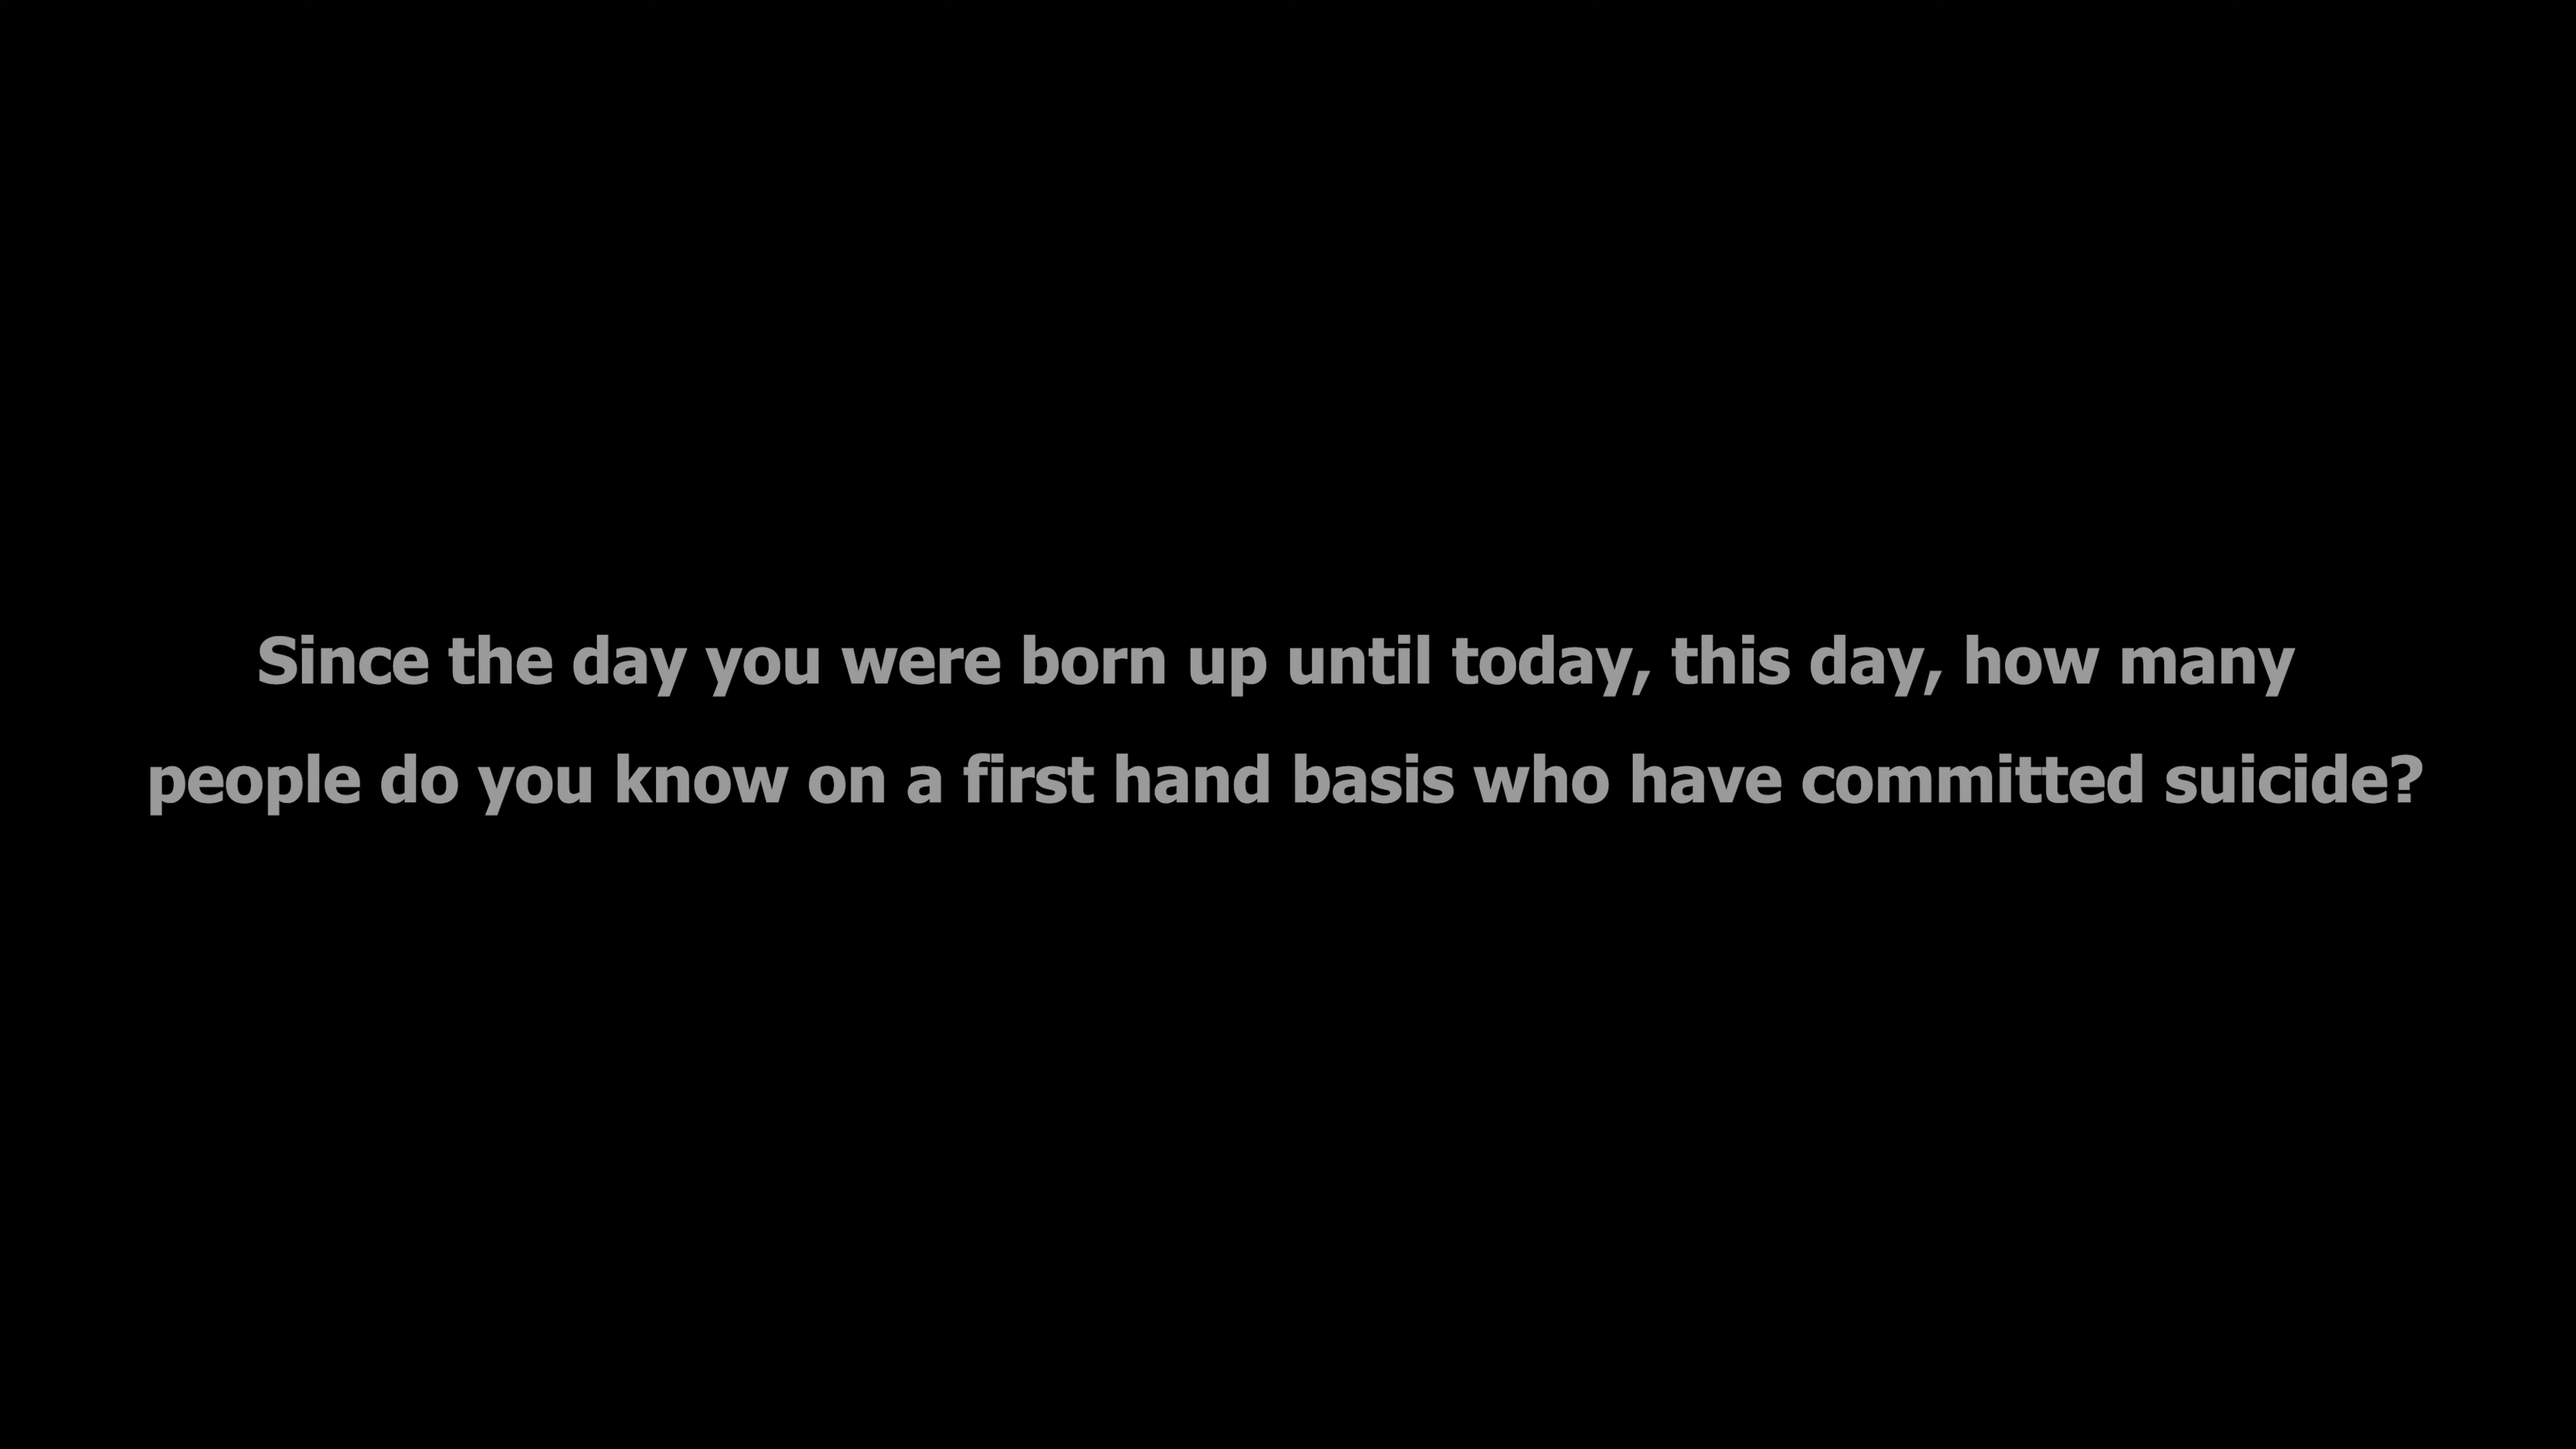 Since the day you were born up until today, this day, how many
people do you know on a first hand basis who have committed suicide?